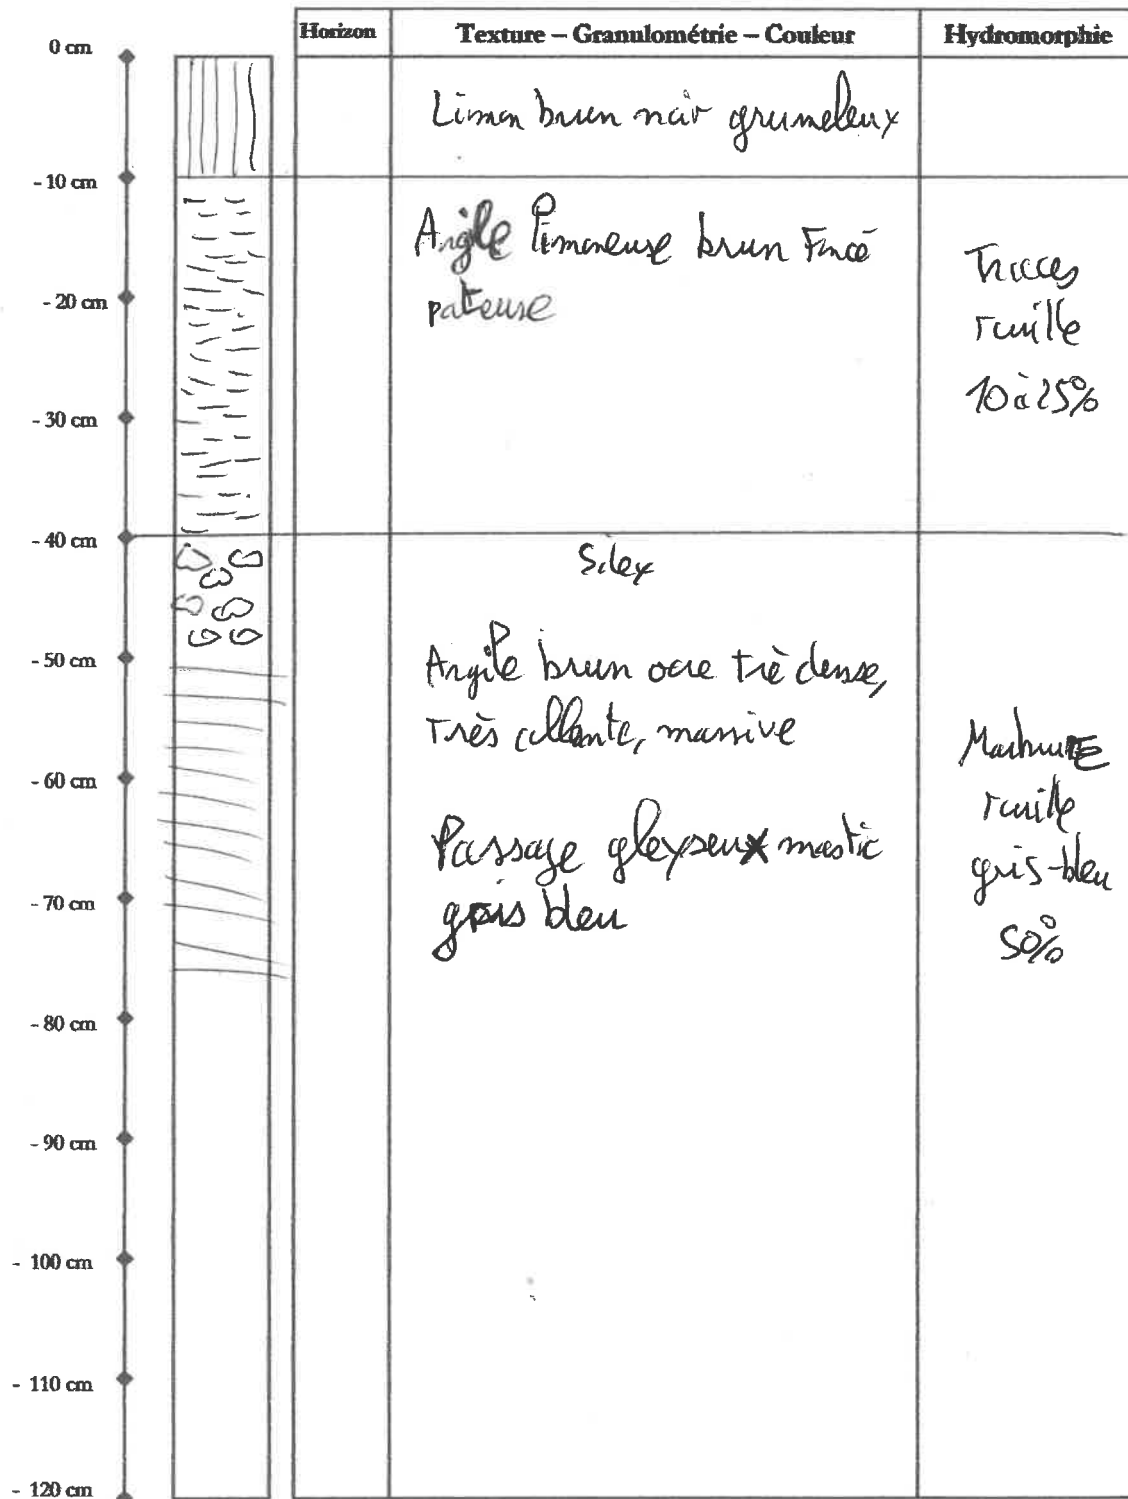 Horizon
Texture – Granulométrie – Couleur
Hydromorphie
0 cm
Limon brun noir grumeleux
- 10 cm
Argile limoneuse brun Foncé
pateuse
Traces
rouille
10 à 25%
- 20 cm
- 30 cm
- 40 cm
Silex
- 50 cm
Argile brun ocre trè dense,
Très collante, massive
- 60 cm
Passage gleyseux mastic
gris bleu
rouille
gris-bleu
50%
- 70 cm
- 80 cm
- 90 cm
- 100 cm
- 110 cm
- 120 cm